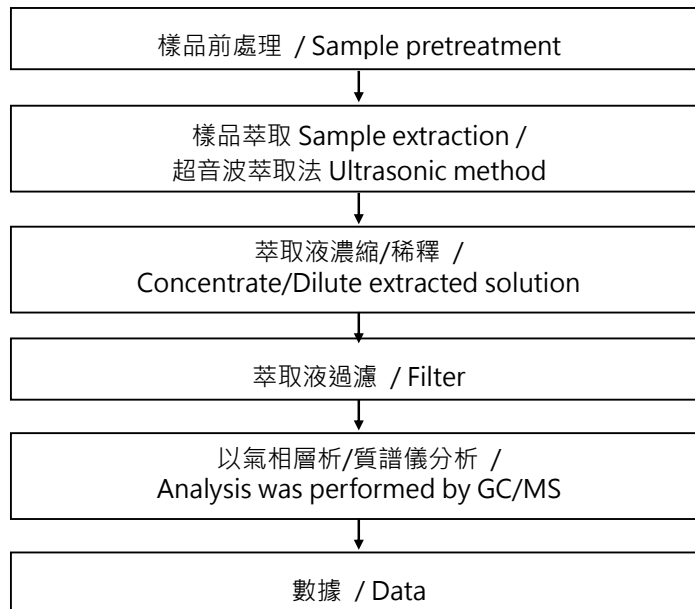 樣品前處理 / Sample pretreatment
樣品萃取 Sample extraction /
超音波萃取法 Ultrasonic method
萃取液濃縮/稀釋 /
Concentrate/Dilute extracted solution
萃取液過濾 / Filter
以氣相層析/質譜儀分析 /
Analysis was performed by GC/MS
數據 / Data